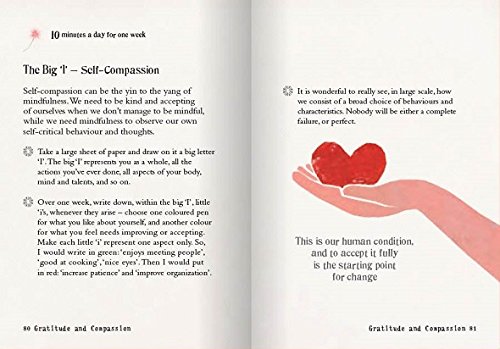 10 minutes a day for one week
The Big ‘I’ – Self-Compassion
Self-compassion can be the yin to the yang of
mindfulness. We need to be kind and accepting
of ourselves when we don’t manage to be mindful,
while we need mindfulness to observe our own
self-critical behaviour and thoughts.
Take a large sheet of paper and draw on it a big letter
‘I’. The big ‘I’ represents you as a whole, all the
actions you’ve ever done, all aspects of your body,
mind and talents, and so on.
Over one week, write down, within the big ‘I’, little
‘i’s, whenever they arise – choose one coloured pen
for what you like about yourself, and another colour
for what you feel needs improving or accepting.
Make each little ‘i’ represent one aspect only. So,
I would write in green: ‘enjoys meeting people’,
‘good at cooking’, ‘nice eyes’. Then I would put
in red: ‘increase patience’ and ‘improve organization’.
80 Gratitude and Compassion
It is wonderful to really see, in large scale, how
we consist of a broad choice of behaviours and
characteristics. Nobody will be either a complete
failure, or perfect.
This is our human condition,
and to accept it fully
is the starting point
for change
Gratitude and Compassion 81